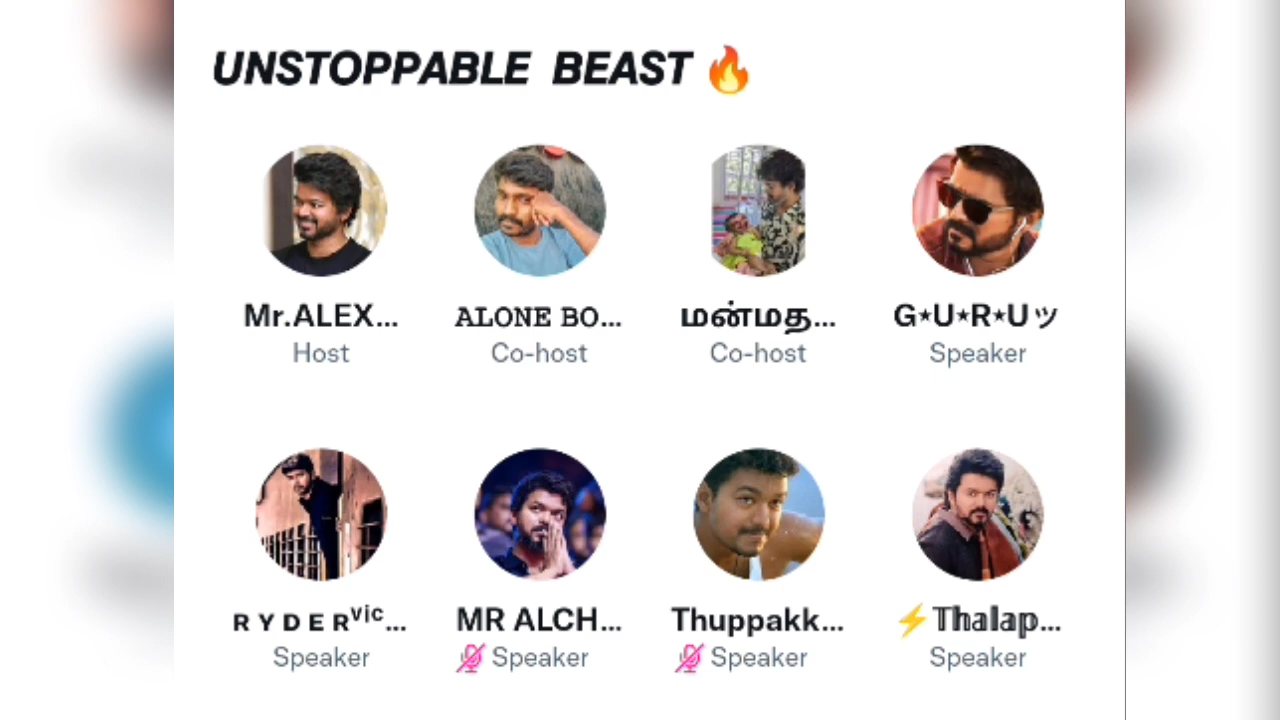 UNSTOPPABLE BEAST 🔥
Mr.ALEX... ALONE BO... மன்மத... G⋆U⋆R⋆Uッ
Host Co-host Co-host Speaker
ʀ ʏ ᴅ ᴇ ʀᵛⁱᶜ... MR ALCH... Thuppakk... ⚡𝕋𝕙𝕒𝕝𝕒𝕡...
Speaker Speaker Speaker Speaker